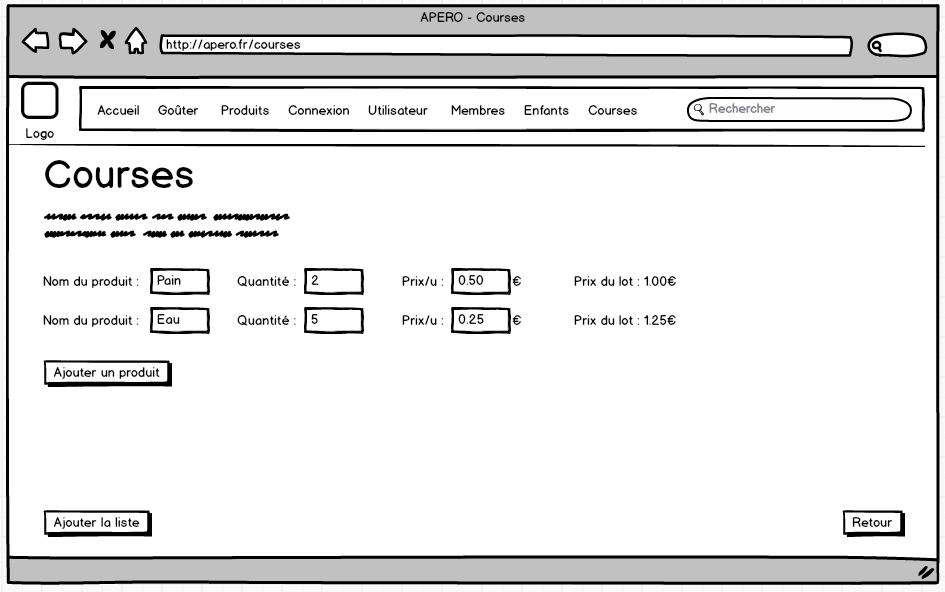 APERO - Courses
http://apero.fr/courses
Logo
Accueil Goûter Produits Connexion Utilisateur Membres Enfants Courses Rechercher
Courses
Nom du produit : Pain Quantité : 2 Prix/u : 0.50 € Prix du lot : 1.00€
Nom du produit : Eau Quantité : 5 Prix/u : 0.25 € Prix du lot : 1.25€
Ajouter un produit
Ajouter la liste Retour